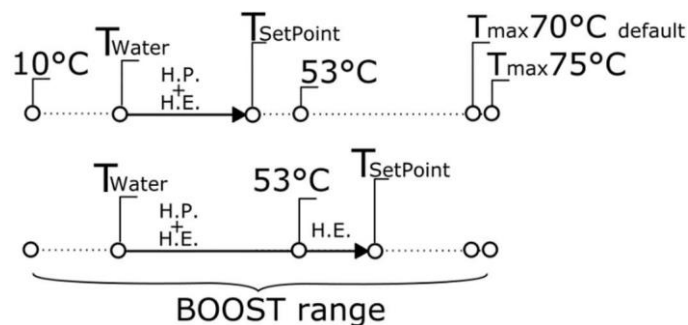 10°C
TWater
H.P.
+
H.E.
TSetPoint
53°C
Tmax70°C default
Tmax75°C
TWater
H.P.
+
H.E.
53°C
H.E.
TSetPoint
BOOST range